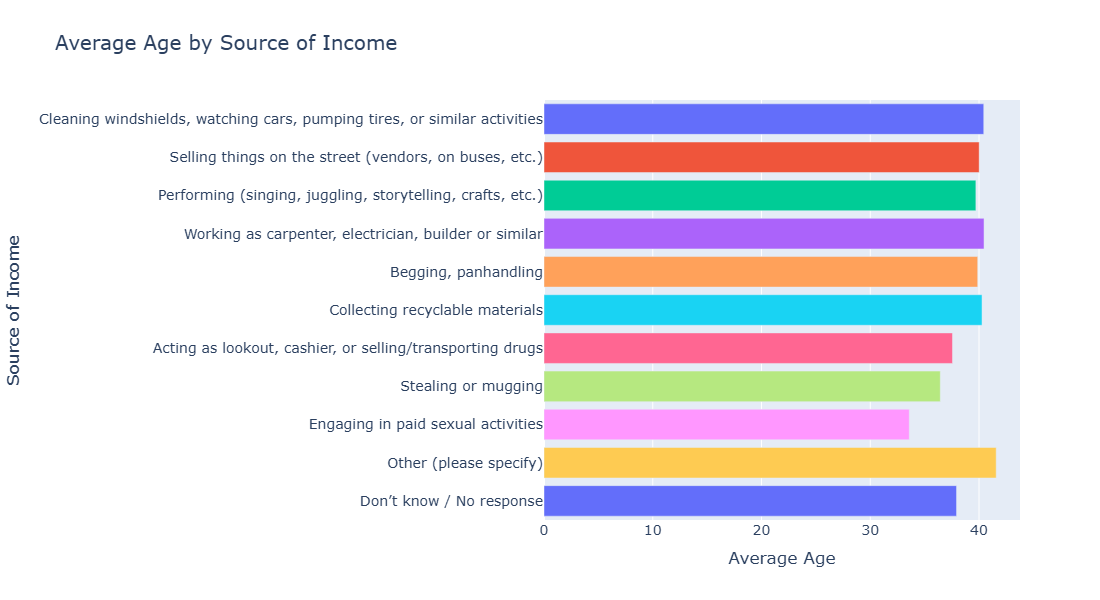 Average Age by Source of Income
Source of Income
Cleaning windshields, watching cars, pumping tires, or similar activities
Selling things on the street (vendors, on buses, etc.)
Performing (singing, juggling, storytelling, crafts, etc.)
Working as carpenter, electrician, builder or similar
Begging, panhandling
Collecting recyclable materials
Acting as lookout, cashier, or selling/transporting drugs
Stealing or mugging
Engaging in paid sexual activities
Other (please specify)
Don’t know / No response
0 10 20 30 40
Average Age